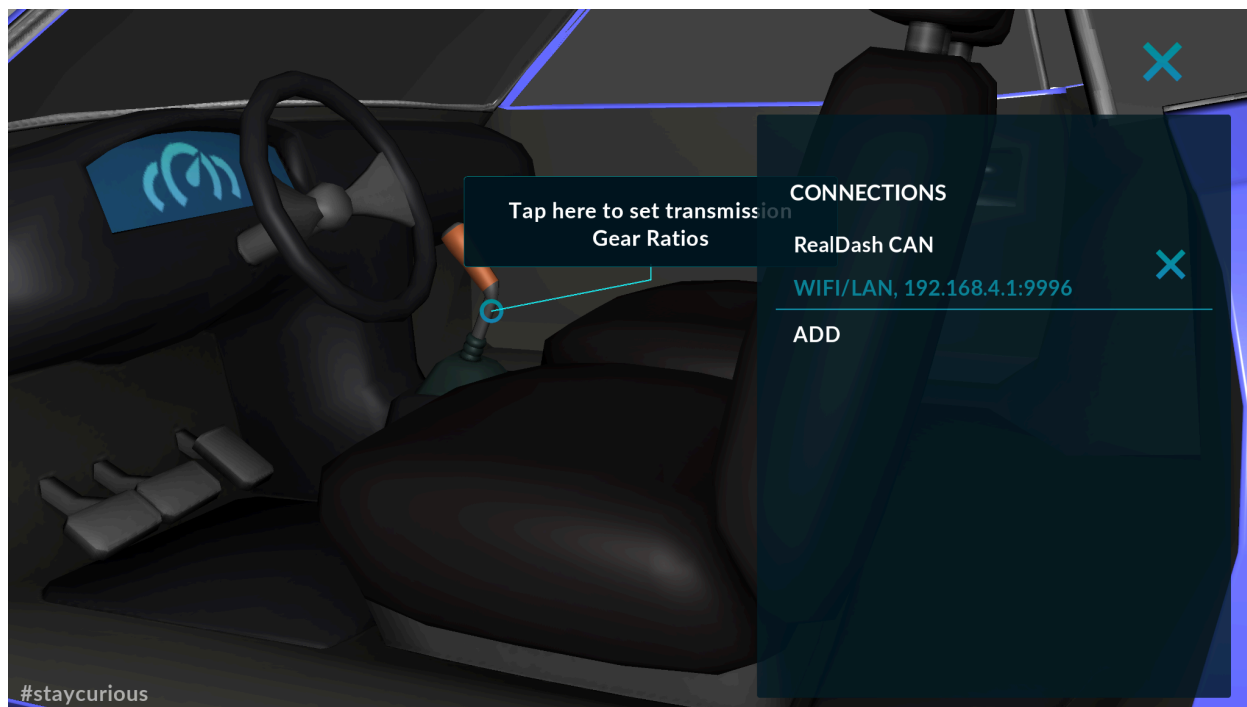 Tap here to set transmission
Gear Ratios
CONNECTIONS
RealDash CAN
WIFI/LAN, 192.168.4.1:9996
ADD
#staycurious